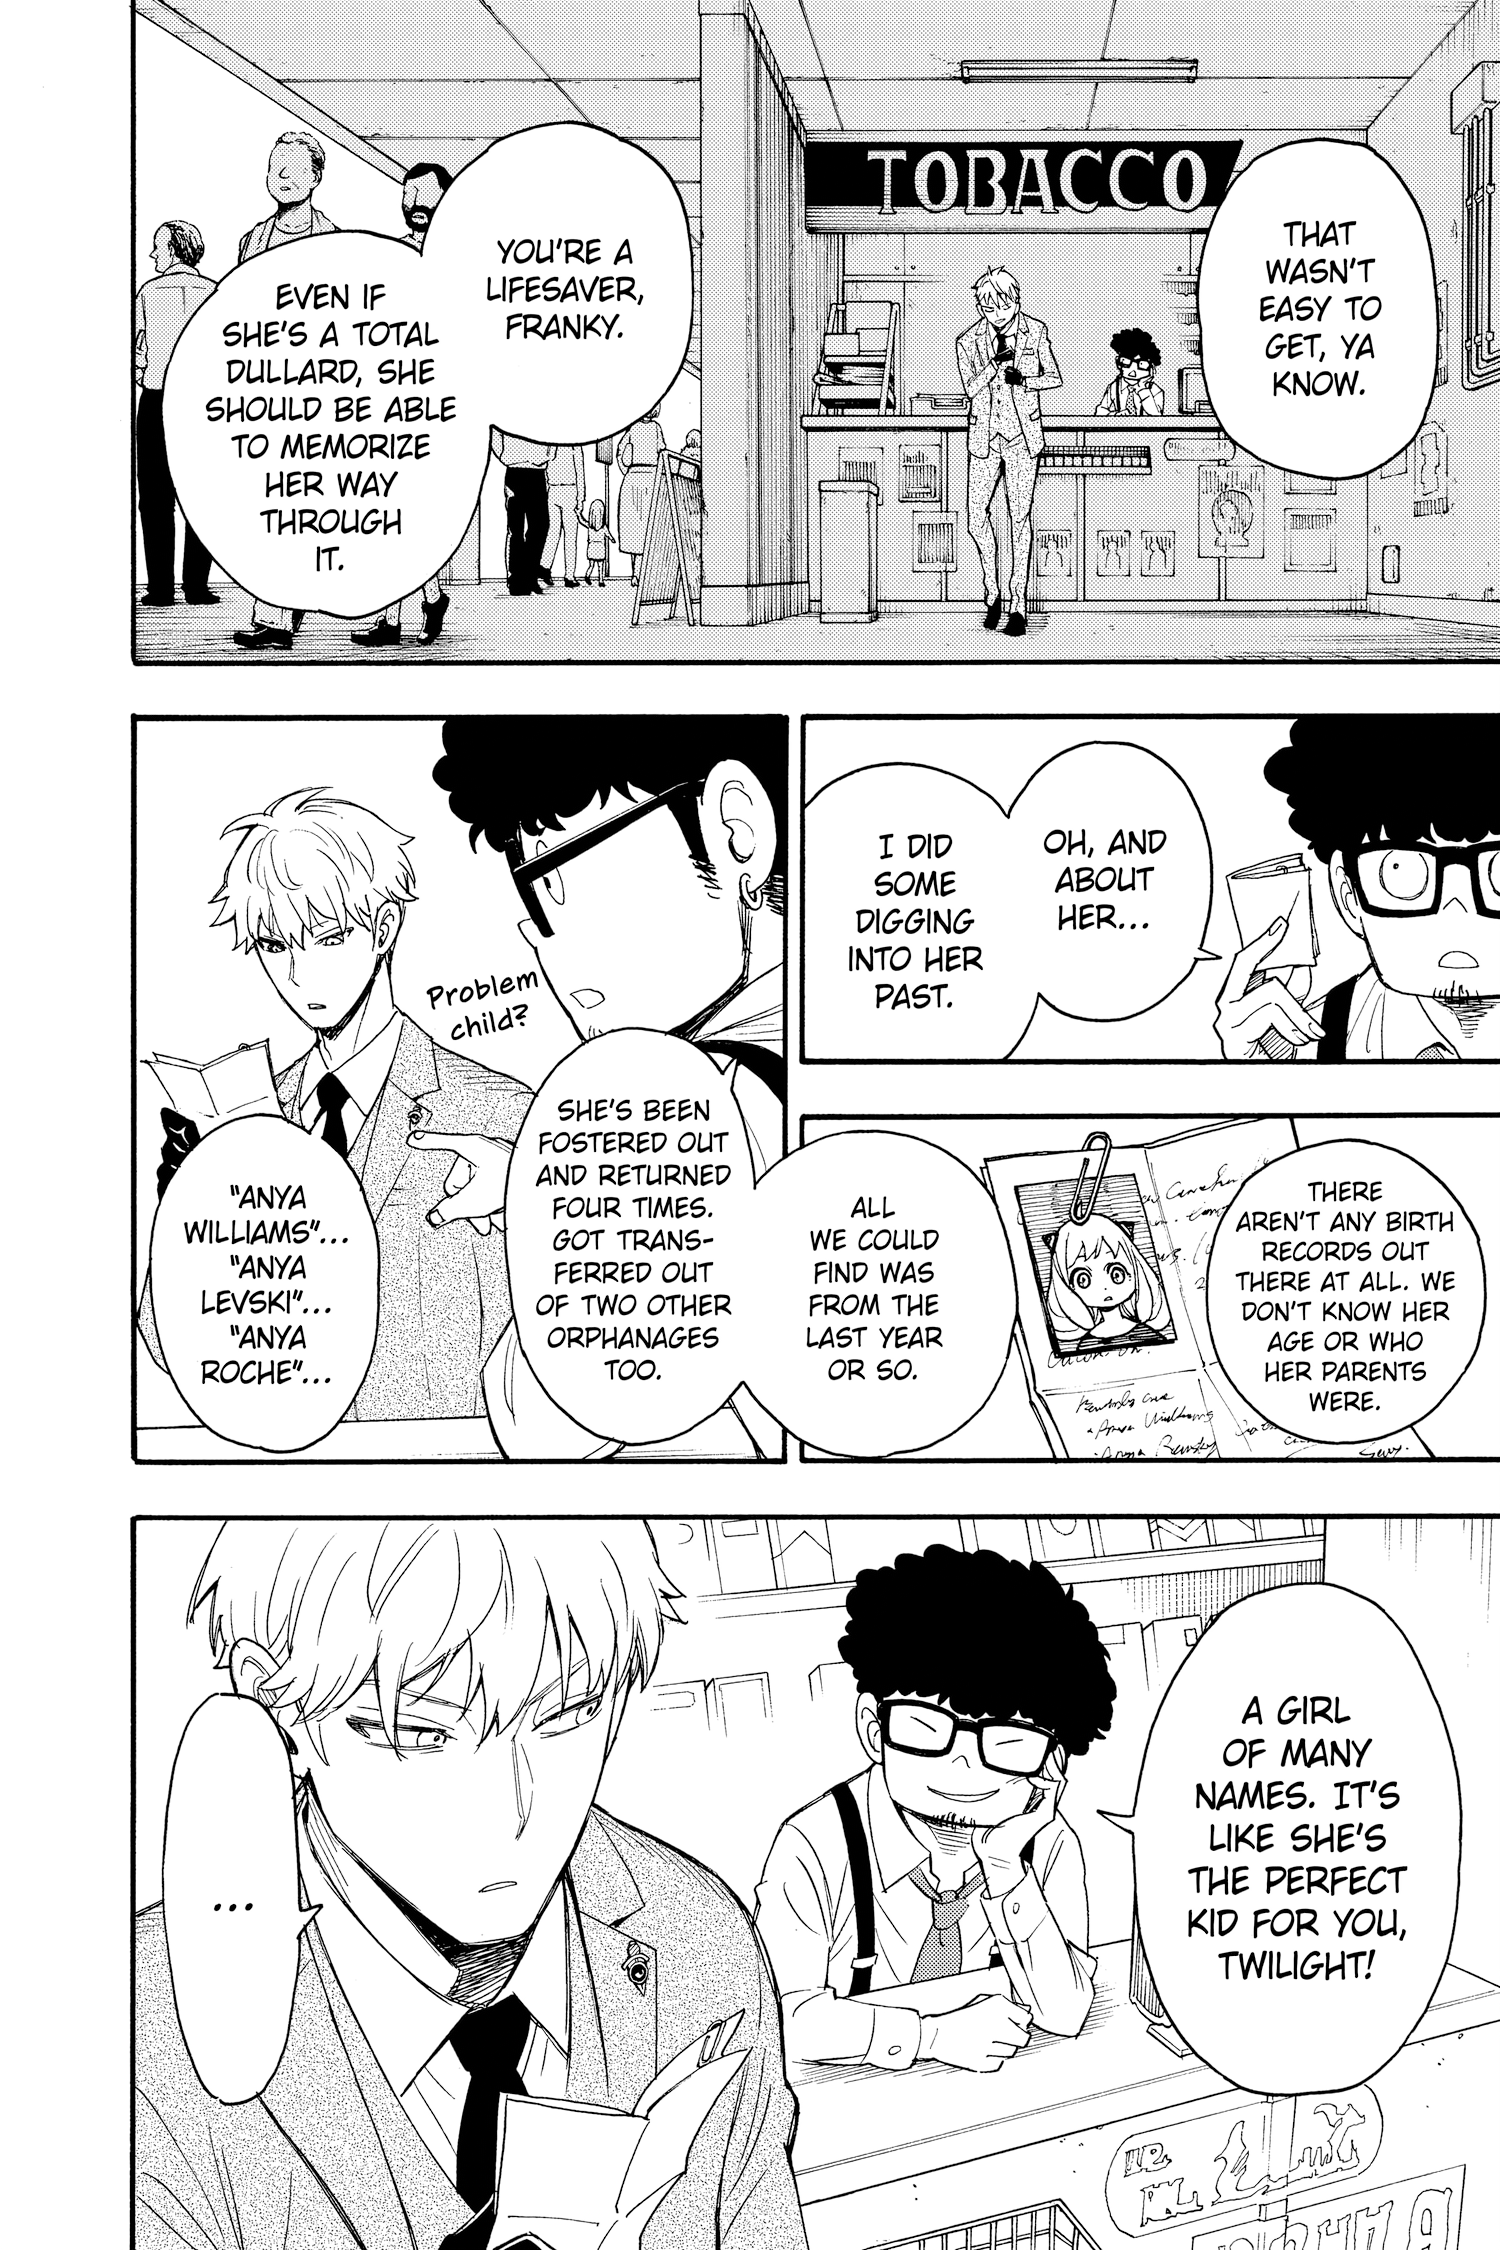 TOBACCO
THAT
WASN'T
EASY TO
GET, YA
KNOW.
YOU'RE A
LIFESAVER,
FRANKY.
EVEN IF
SHE'S A TOTAL
DULLARD, SHE
SHOULD BE ABLE
TO MEMORIZE
HER WAY
THROUGH
IT.
OH, AND
ABOUT
HER...
I DID
SOME
DIGGING
INTO HER
PAST.
THERE
AREN'T ANY BIRTH
RECORDS OUT
THERE AT ALL. WE
DON'T KNOW HER
AGE OR WHO
HER PARENTS
WERE.
ALL
WE COULD
FIND WAS
FROM THE
LAST YEAR
OR SO.
SHE'S BEEN
FOSTERED OUT
AND RETURNED
FOUR TIMES.
GOT TRANS-
FERRED OUT
OF TWO OTHER
ORPHANAGES
TOO.
Problem
child?
"ANYA
WILLIAMS"...
"ANYA
LEVSKI"...
"ANYA
ROCHE"...
A GIRL
OF MANY
NAMES. IT'S
LIKE SHE'S
THE PERFECT
KID FOR YOU,
TWILIGHT!
...